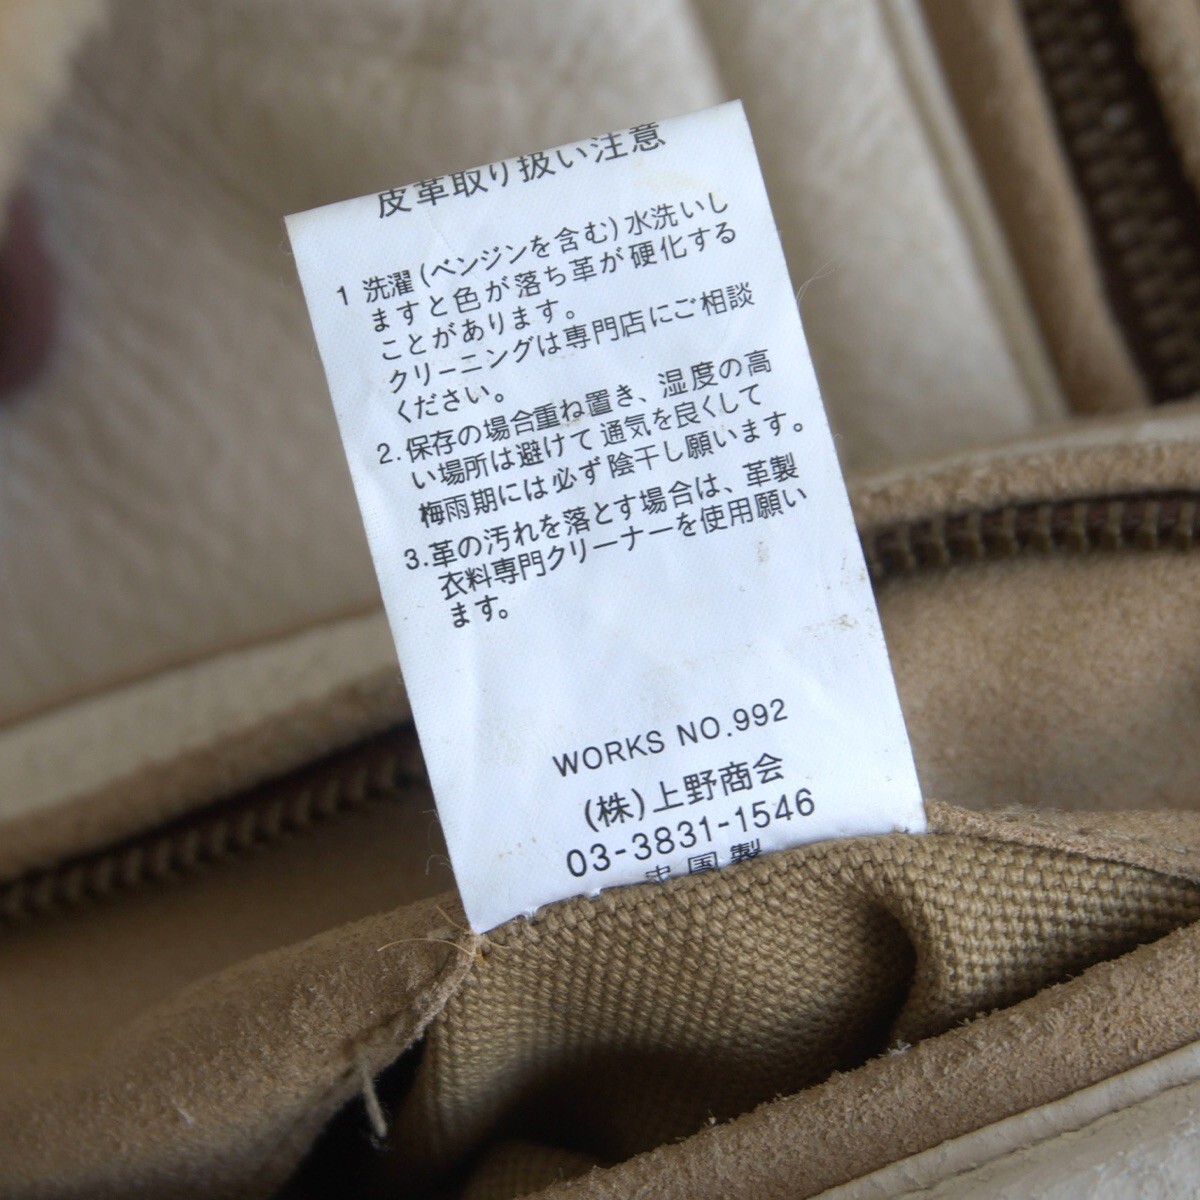 皮革取り扱い注意
1 洗濯(ベンジンを含む)水洗いし
ますと色が落ち革が硬化する
ことがあります。
クリーニングは専門店にご相談
ください。
2.保存の場合重ね置き、湿度の高
い場所は避けて通気を良くして
梅雨期には必ず陰干し願います。
3.革の汚れを落とす場合は、革製
衣料専門クリーナーを使用願い
ます。
WORKS NO.992
(株)上野商会
03-3831-1546
中国製